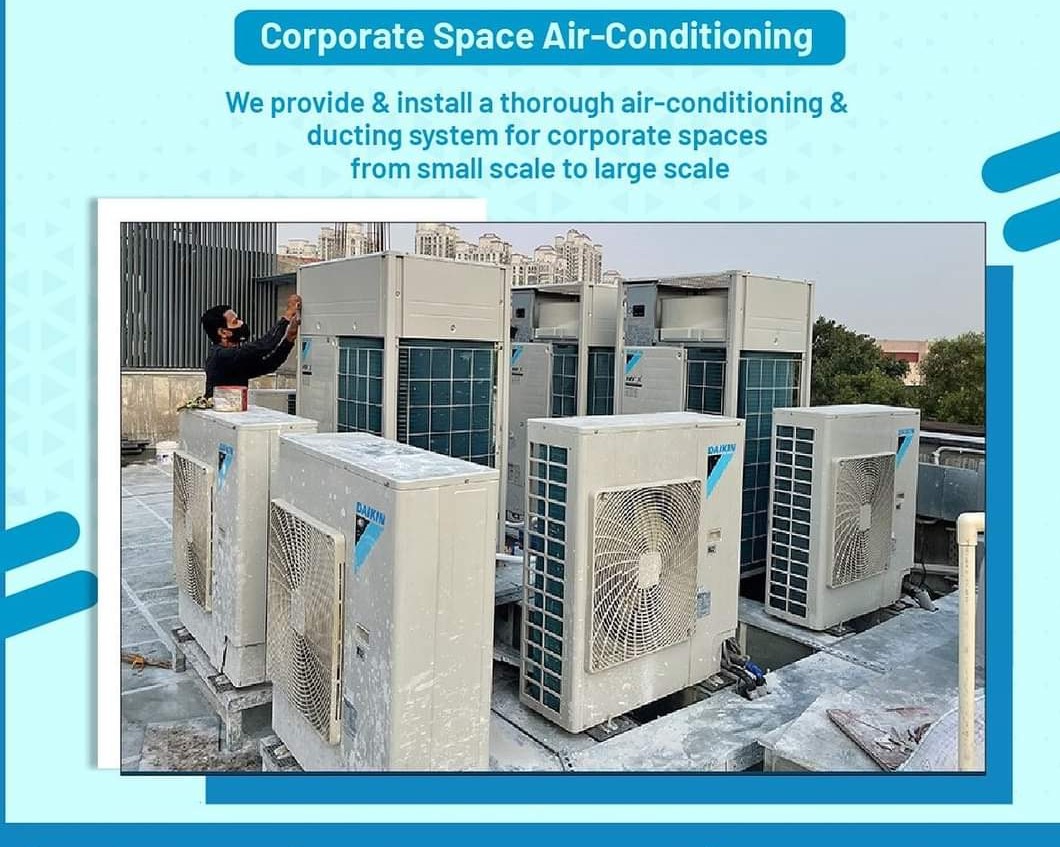 Corporate Space Air-Conditioning
We provide & install a thorough air-conditioning &
ducting system for corporate spaces
from small scale to large scale
DAIKIN
DAIKIN
DAIKIN